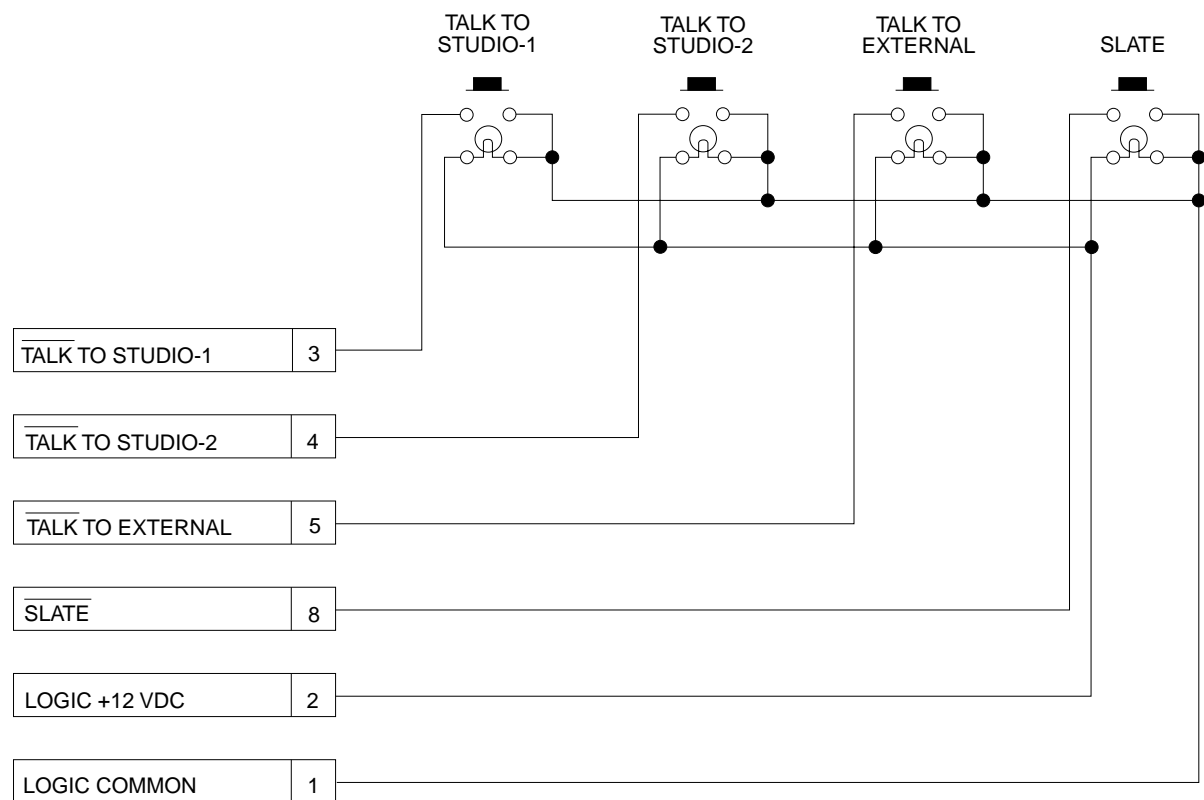 TALK TO
STUDIO-1
TALK TO
STUDIO-2
TALK TO
EXTERNAL
SLATE
TALK TO STUDIO-1 3
TALK TO STUDIO-2 4
TALK TO EXTERNAL 5
SLATE 8
LOGIC +12 VDC 2
LOGIC COMMON 1